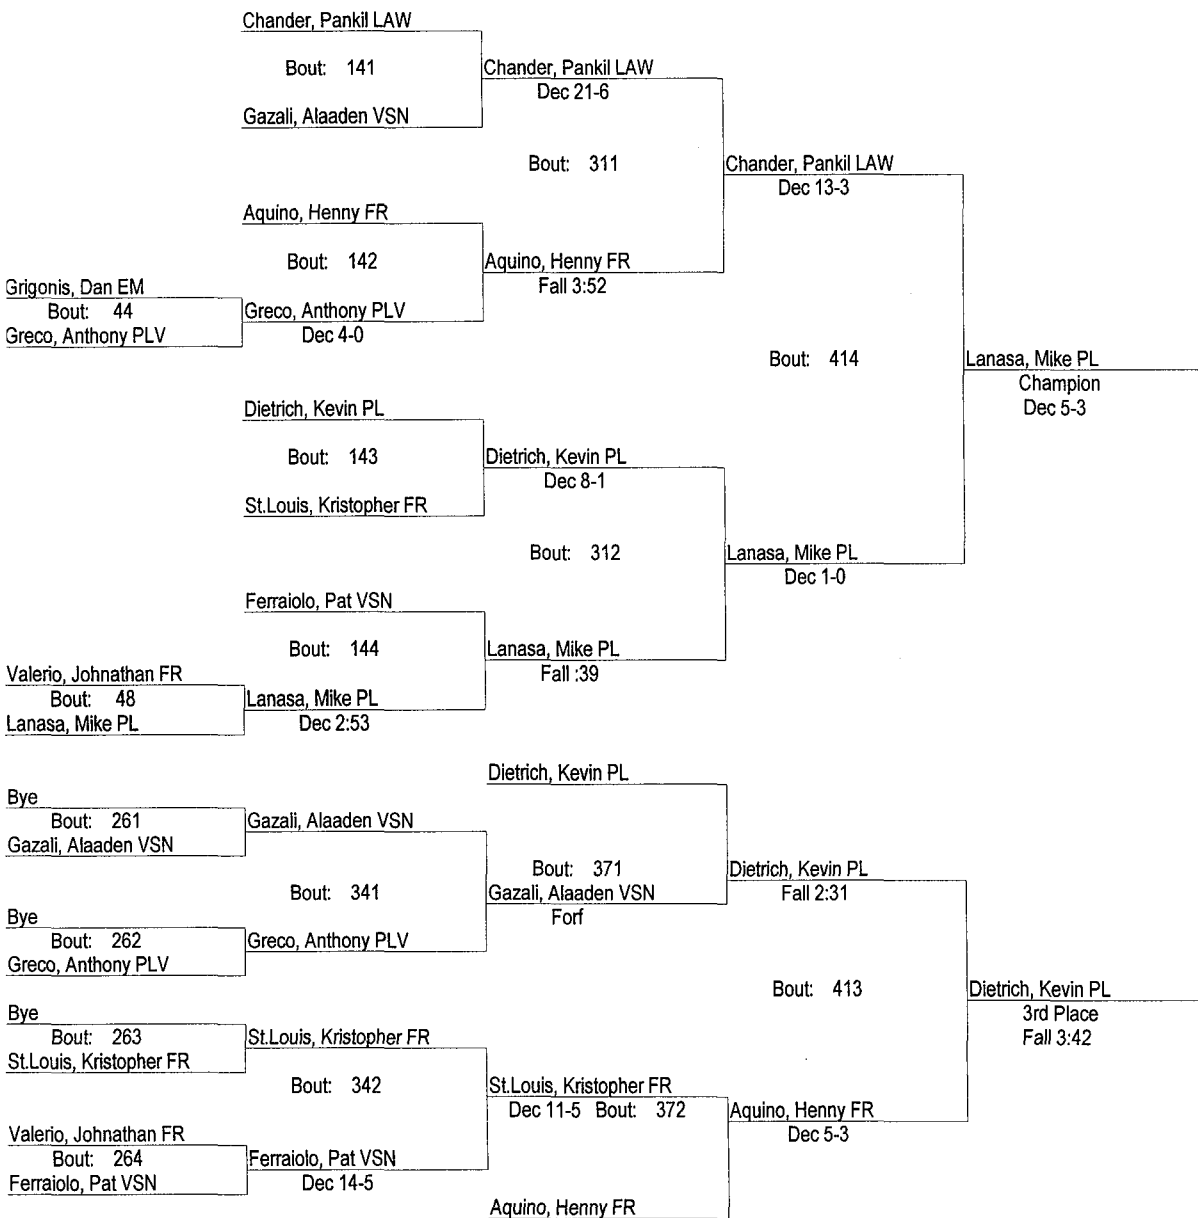 Chander, Pankil LAW
Bout: 141
Chander, Pankil LAW
Dec 21-6
Gazali, Alaaden VSN
Bout: 311
Chander, Pankil LAW
Dec 13-3
Aquino, Henny FR
Bout: 142
Aquino, Henny FR
Fall 3:52
Grigonis, Dan EM
Bout: 44
Greco, Anthony PLV
Greco, Anthony PLV
Dec 4-0
Bout: 414
Lanasa, Mike PL
Champion
Dec 5-3
Dietrich, Kevin PL
Bout: 143
Dietrich, Kevin PL
Dec 8-1
St.Louis, Kristopher FR
Bout: 312
Lanasa, Mike PL
Dec 1-0
Ferraiolo, Pat VSN
Bout: 144
Lanasa, Mike PL
Fall :39
Valerio, Johnathan FR
Bout: 48
Lanasa, Mike PL
Lanasa, Mike PL
Dec 2:53
Dietrich, Kevin PL
Bye
Bout: 261
Gazali, Alaaden VSN
Gazali, Alaaden VSN
Bout: 371
Dietrich, Kevin PL
Fall 2:31
Bout: 341
Gazali, Alaaden VSN
Forf
Bye
Bout: 262
Greco, Anthony PLV
Greco, Anthony PLV
Bout: 413
Dietrich, Kevin PL
3rd Place
Fall 3:42
Bye
Bout: 263
St.Louis, Kristopher FR
St.Louis, Kristopher FR
Bout: 342
St.Louis, Kristopher FR
Dec 11-5 Bout: 372
Aquino, Henny FR
Dec 5-3
Valerio, Johnathan FR
Bout: 264
Ferraiolo, Pat VSN
Ferraiolo, Pat VSN
Dec 14-5
Aquino, Henny FR